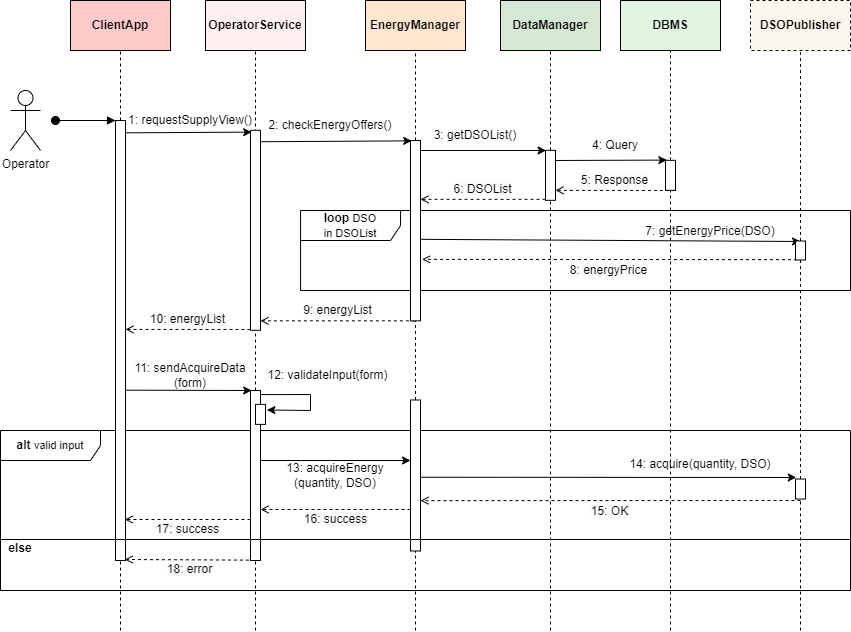 ClientApp
OperatorService
EnergyManager
DataManager
DBMS
DSOPublisher
Operator
1: requestSupplyView()
2: checkEnergyOffers()
3: getDSOList()
4: Query
5: Response
6: DSOList
loop DSO
in DSOList
7: getEnergyPrice(DSO)
8: energyPrice
9: energyList
10: energyList
11: sendAcquireData
(form)
12: validateInput(form)
alt valid input
13: acquireEnergy
(quantity, DSO)
14: acquire(quantity, DSO)
15: OK
16: success
17: success
else
18: error